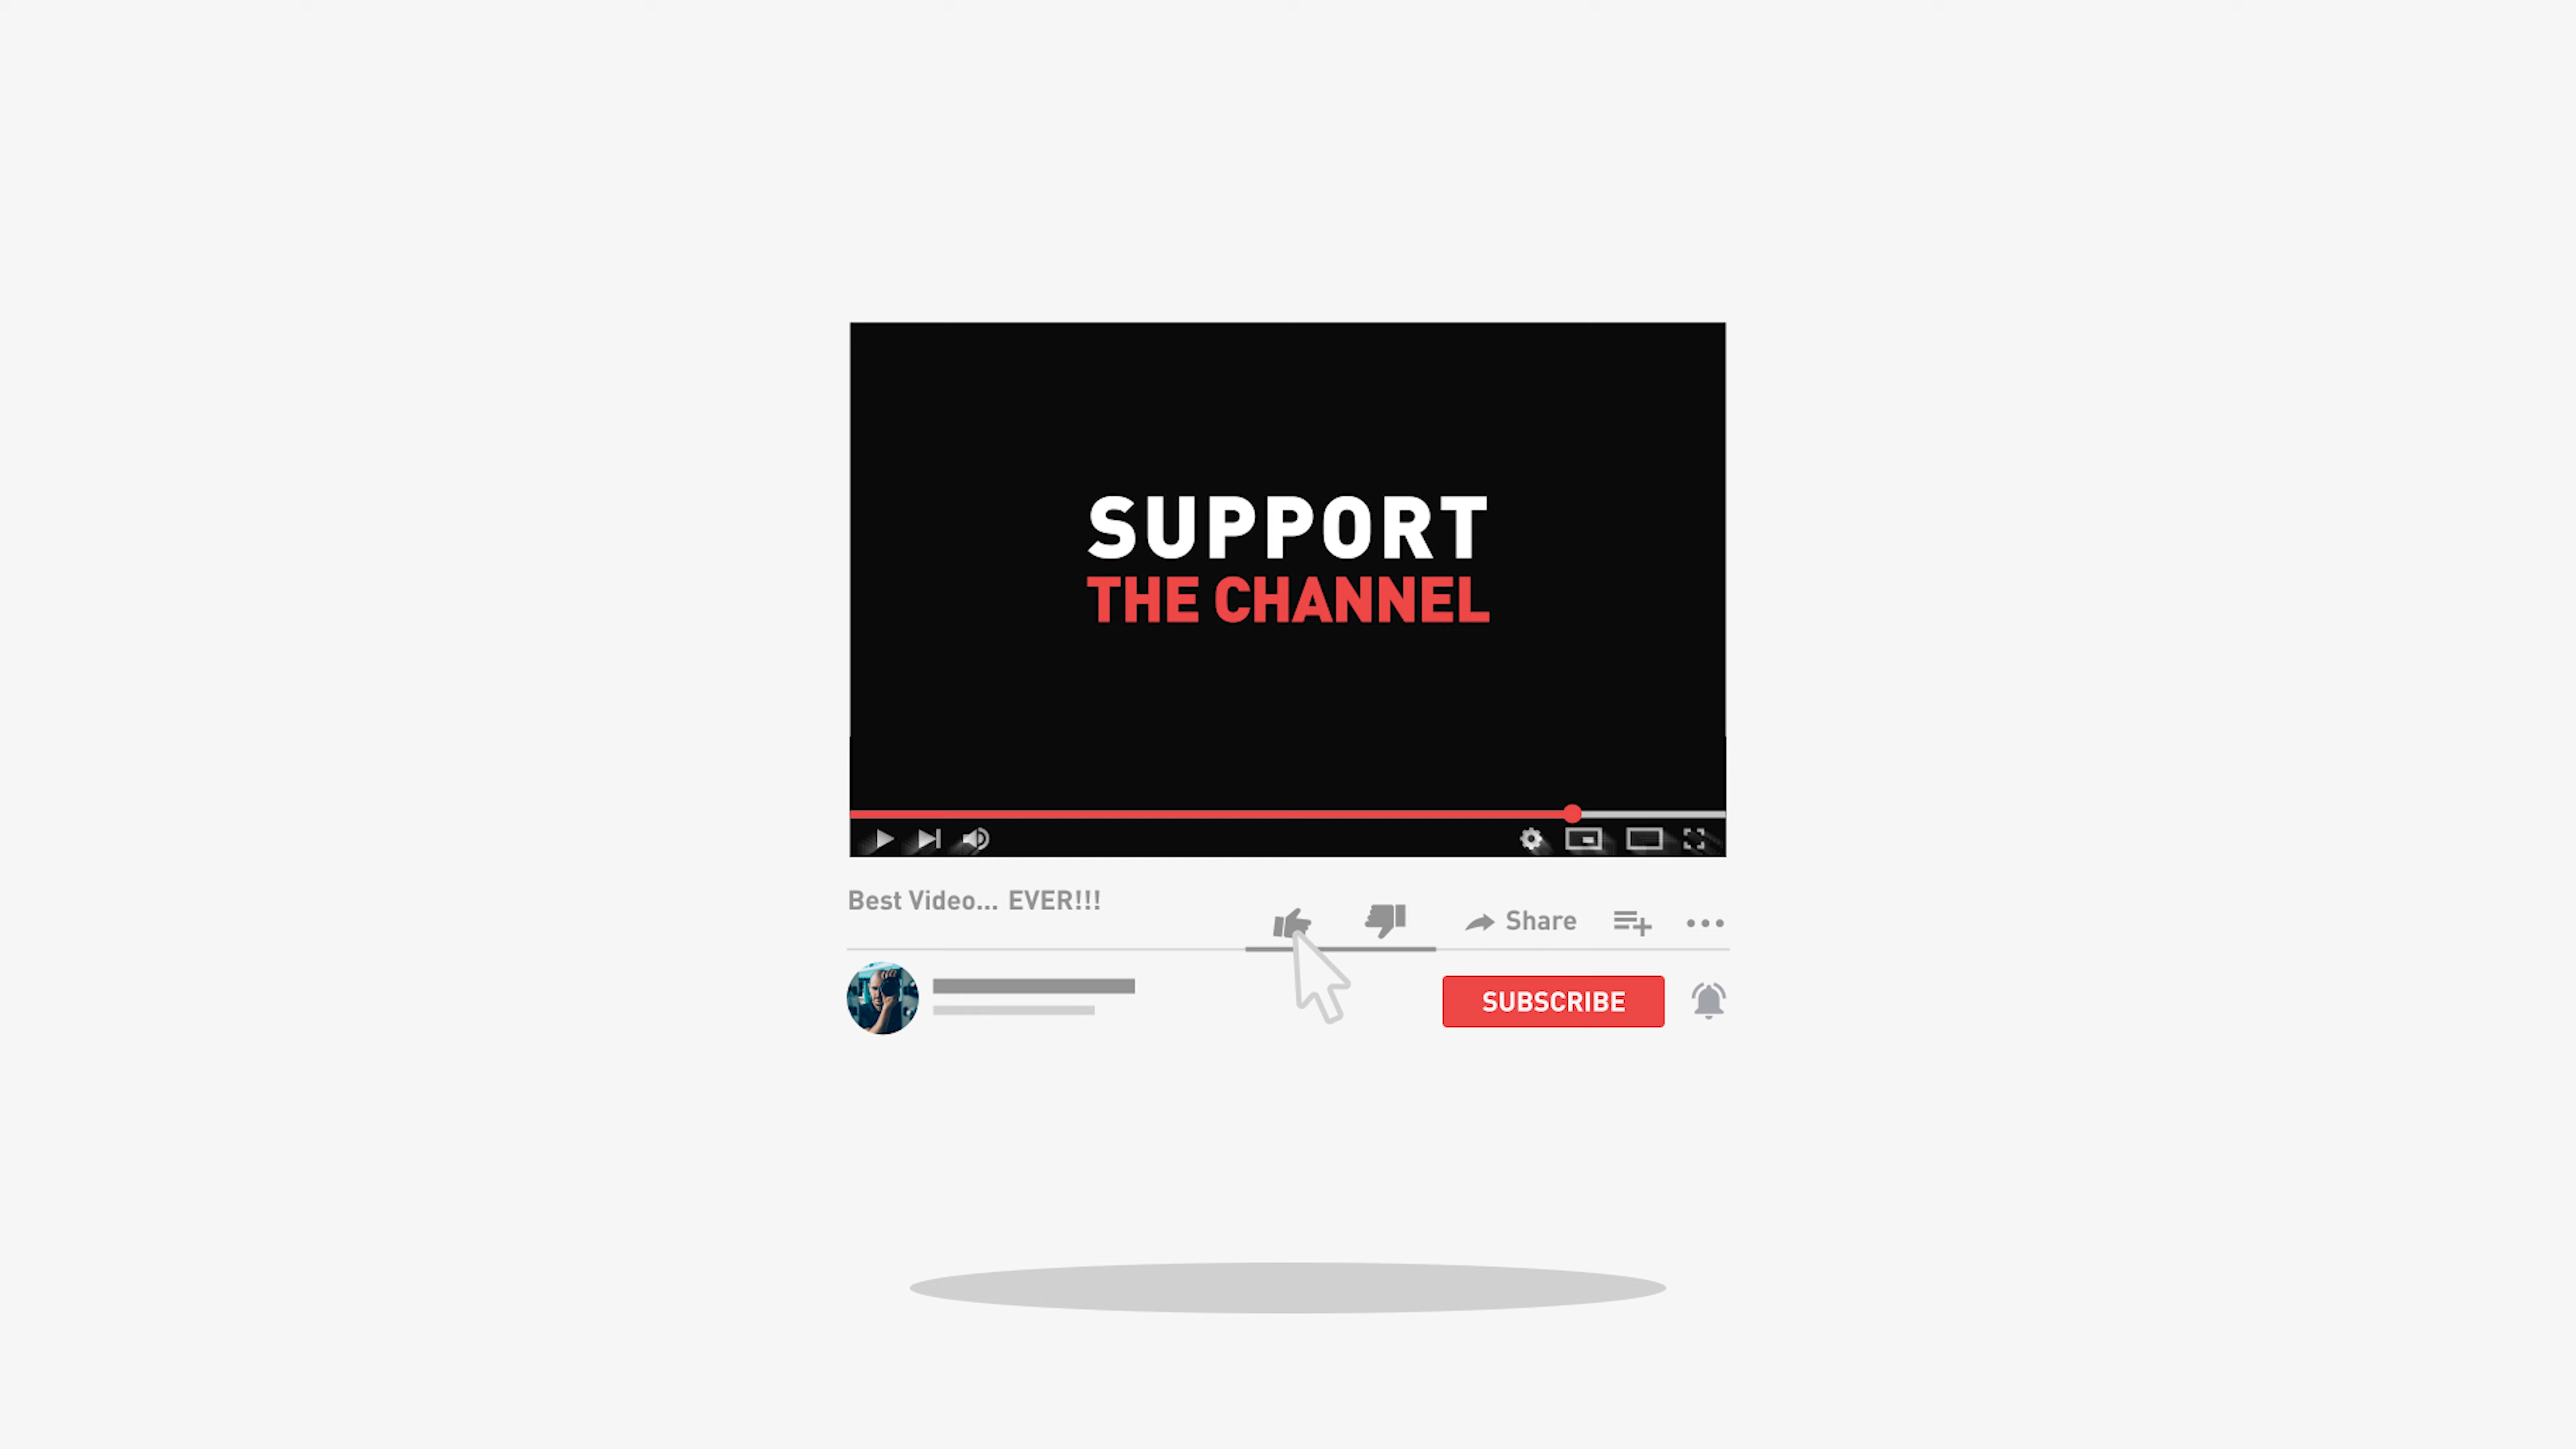 SUPPORT
THE CHANNEL
Best Video... EVER!!!
Share
SUBSCRIBE